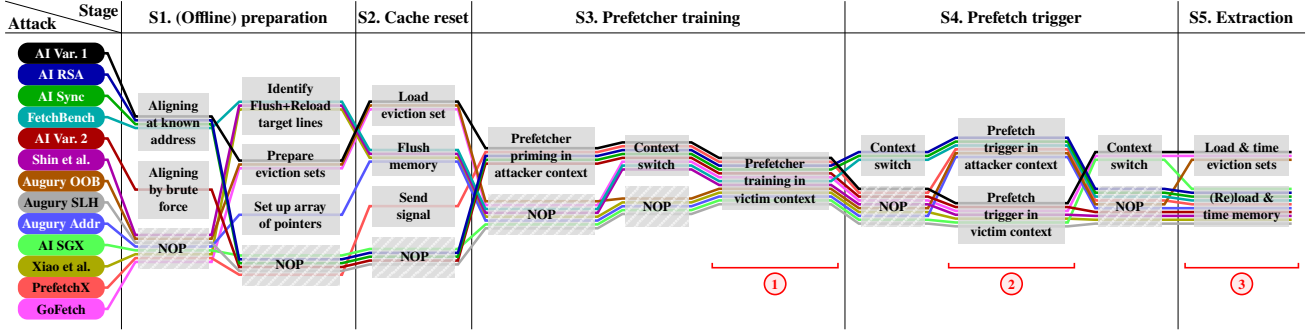 Stage
Attack
S1. (Offline) preparation
S2. Cache reset
S3. Prefetcher training
S4. Prefetch trigger
S5. Extraction
AI Var. 1
AI RSA
AI Sync
FetchBench
AI Var. 2
Shin et al.
Augury OOB
Augury SLH
Augury Addr
AI SGX
Xiao et al.
PrefetchX
GoFetch
Aligning
at known
address
Aligning
by brute
force
NOP
Identify
Flush+Reload
target lines
Prepare
eviction sets
Set up array
of pointers
NOP
Load
eviction set
Flush
memory
Send
signal
NOP
Prefetcher
priming in
attacker context
NOP
Context
switch
NOP
Prefetcher
training in
victim context
1
Context
switch
NOP
Prefetch
trigger in
attacker context
Prefetch
trigger in
victim context
2
Context
switch
NOP
Load & time
eviction sets
(Re)load &
time memory
3